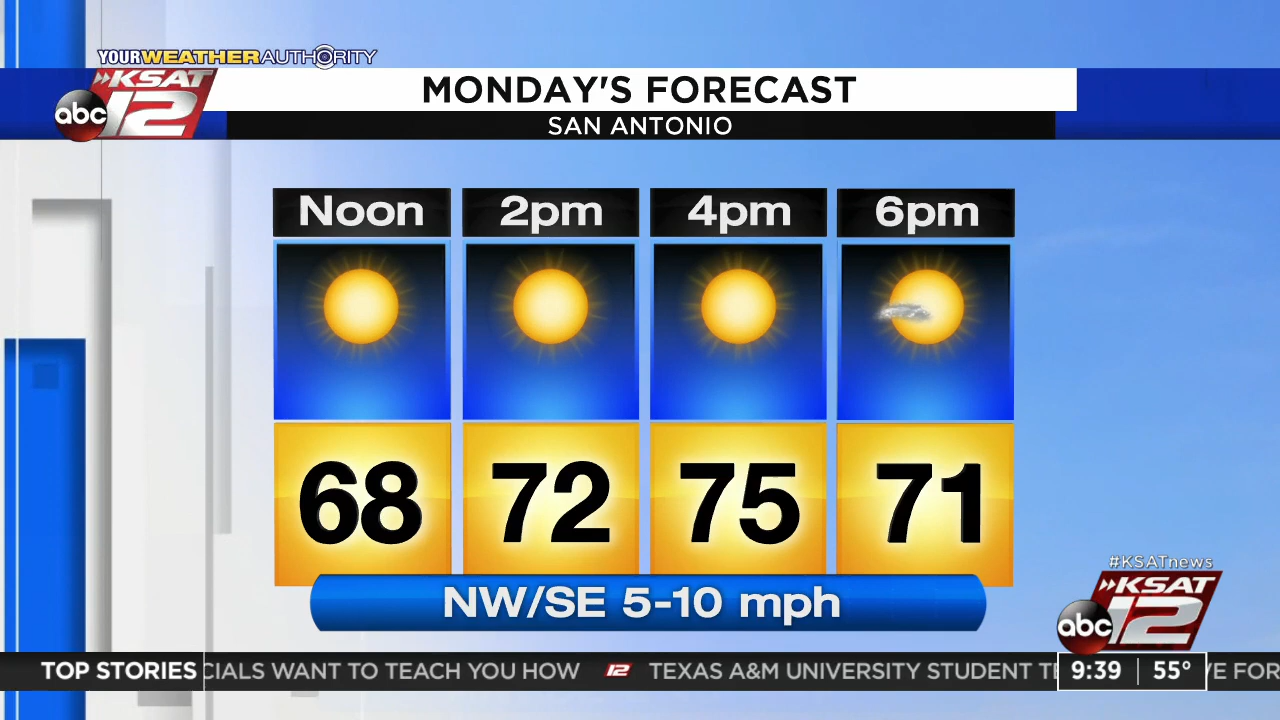 YOURWEATHERAUTHORITY
KSAT
abc 12
MONDAY'S FORECAST
SAN ANTONIO
Noon 2pm 4pm 6pm
68 72 75 71
NW/SE 5-10 mph
#KSATnews
KSAT
abc 12
TOP STORIES CIALS WANT TO TEACH YOU HOW 12 TEXAS A&M UNIVERSITY STUDENT 9:39 55° FOR